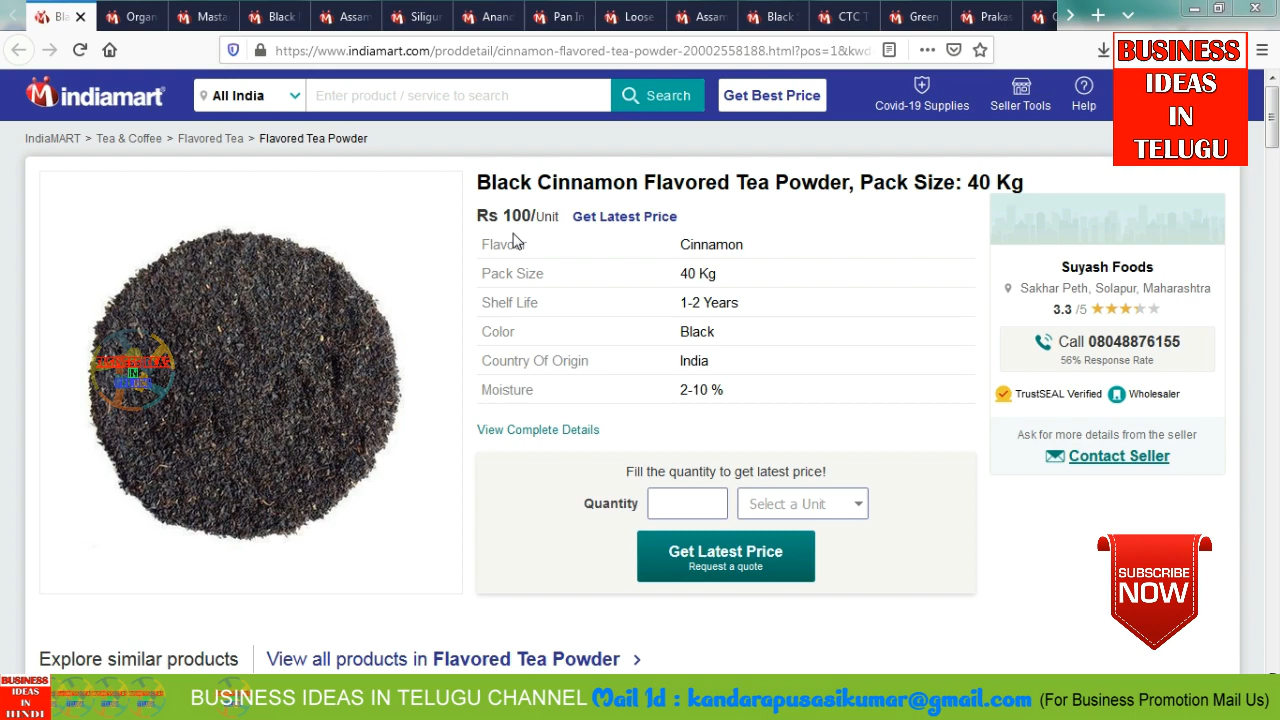 Bla
Organ
Masta
Black
Assam
Siligur
Anand
Pan In
Loose
Assam
Black
CTC T
Green
Prakas
https://www.indiamart.com/proddetail/cinnamon-flavored-tea-powder-20002558188.html?pos=1&kwd
BUSINESS
IDEAS
IN
TELUGU
indiamart
All India
Enter product / service to search
Search
Get Best Price
Covid-19 Supplies
Seller Tools
Help
IndiaMART > Tea & Coffee > Flavored Tea > Flavored Tea Powder
Black Cinnamon Flavored Tea Powder, Pack Size: 40 Kg
Rs 100/Unit Get Latest Price
Flavour Cinnamon
Pack Size 40 Kg
Shelf Life 1-2 Years
Color Black
Country Of Origin India
Moisture 2-10 %
View Complete Details
Fill the quantity to get latest price!
Quantity Select a Unit
Get Latest Price
Request a quote
Suyash Foods
Sakhar Peth, Solapur, Maharashtra
3.3 /5
Call 08048876155
56% Response Rate
TrustSEAL Verified Wholesaler
Ask for more details from the seller
Contact Seller
SUBSCRIBE
NOW
Explore similar products View all products in Flavored Tea Powder
BUSINESS
IDEAS
IN
HINDI
BUSINESS IDEAS IN TELUGU CHANNEL Mail Id : kandarapusasikumar@gmail.com (For Business Promotion Mail Us)